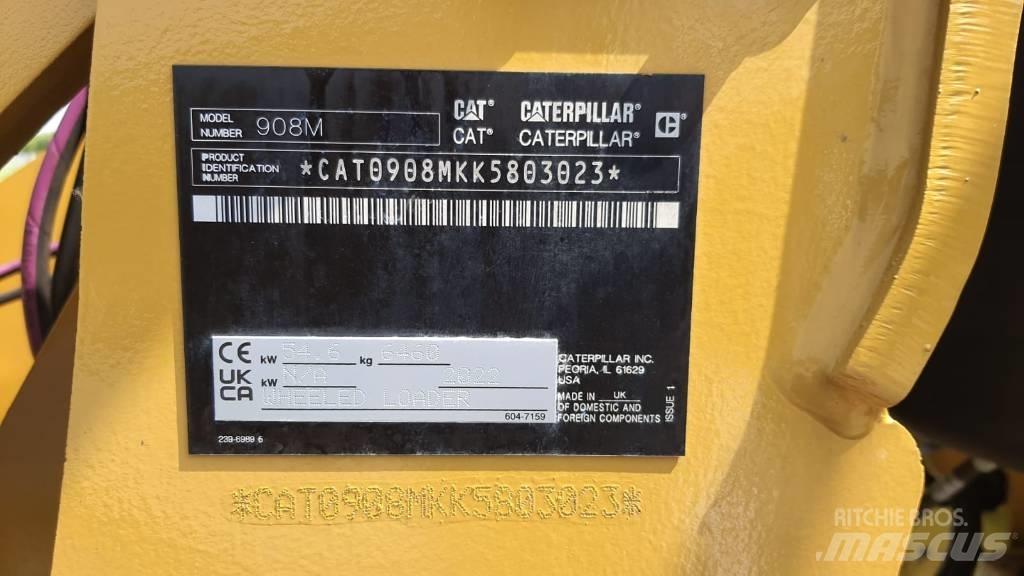 MODEL NUMBER 908M
CAT® CATERPILLAR®
CAT® CATERPILLAR®
PRODUCT IDENTIFICATION NUMBER *CAT0908MKK5803023*
CE kW 54.6 kg 6460
UKCA kW N/A 2022
WHEELED LOADER
604-7159
CATERPILLAR INC.
PEORIA, IL 61629
USA
MADE IN UK
OF DOMESTIC AND
FOREIGN COMPONENTS
ISSUE 1
239-6989 6
*CAT0908MKK5803023*
RITCHIE BROS.
MASCUS